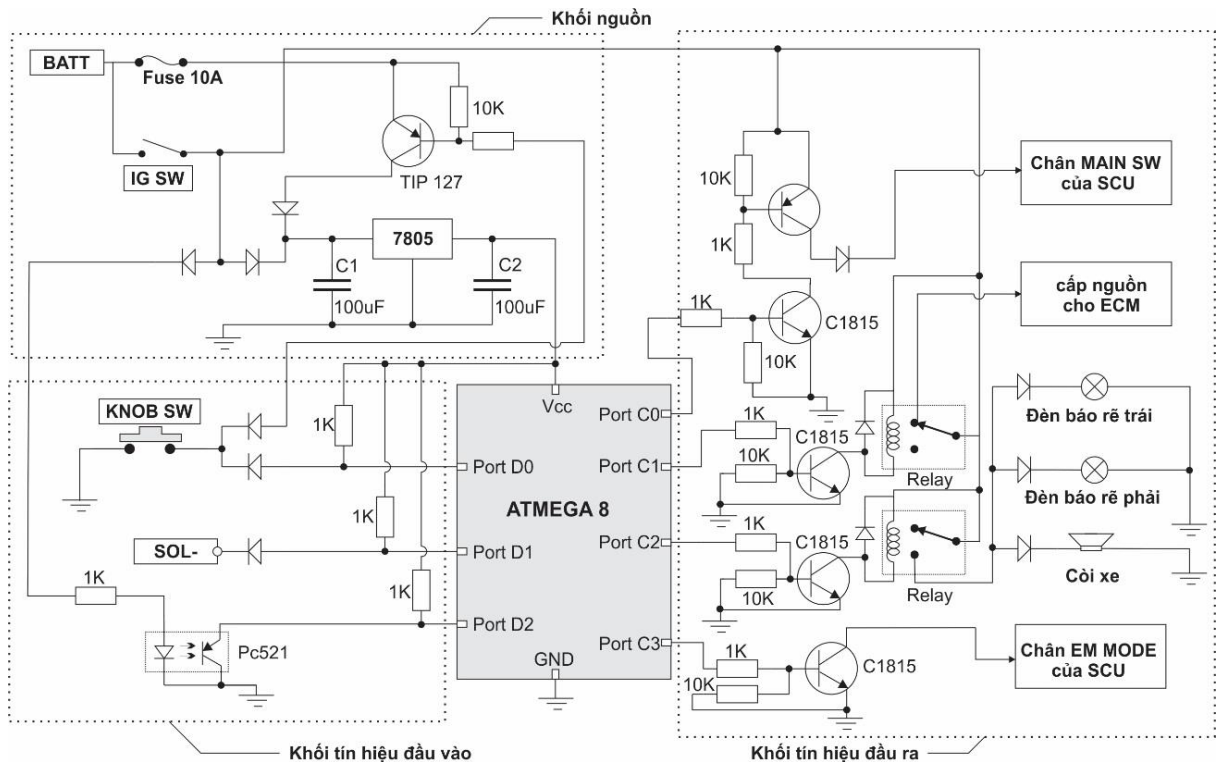 Khối nguồn
BATT
Fuse 10A
10K
IG SW
TIP 127
7805
C1
100uF
C2
100uF
KNOB SW
1K
1K
SOL-
1K
1K
Pc521
Vcc
Port D0
Port D1
Port D2
ATMEGA 8
GND
Port C0
Port C1
Port C2
Port C3
10K
1K
1K
C1815
10K
1K
10K
C1815
Relay
1K
10K
C1815
Relay
1K
10K
C1815
Chân MAIN SW
của SCU
cấp nguồn
cho ECM
Đèn báo rẽ trái
Đèn báo rẽ phải
Còi xe
Chân EM MODE
của SCU
Khối tín hiệu đầu vào
Khối tín hiệu đầu ra